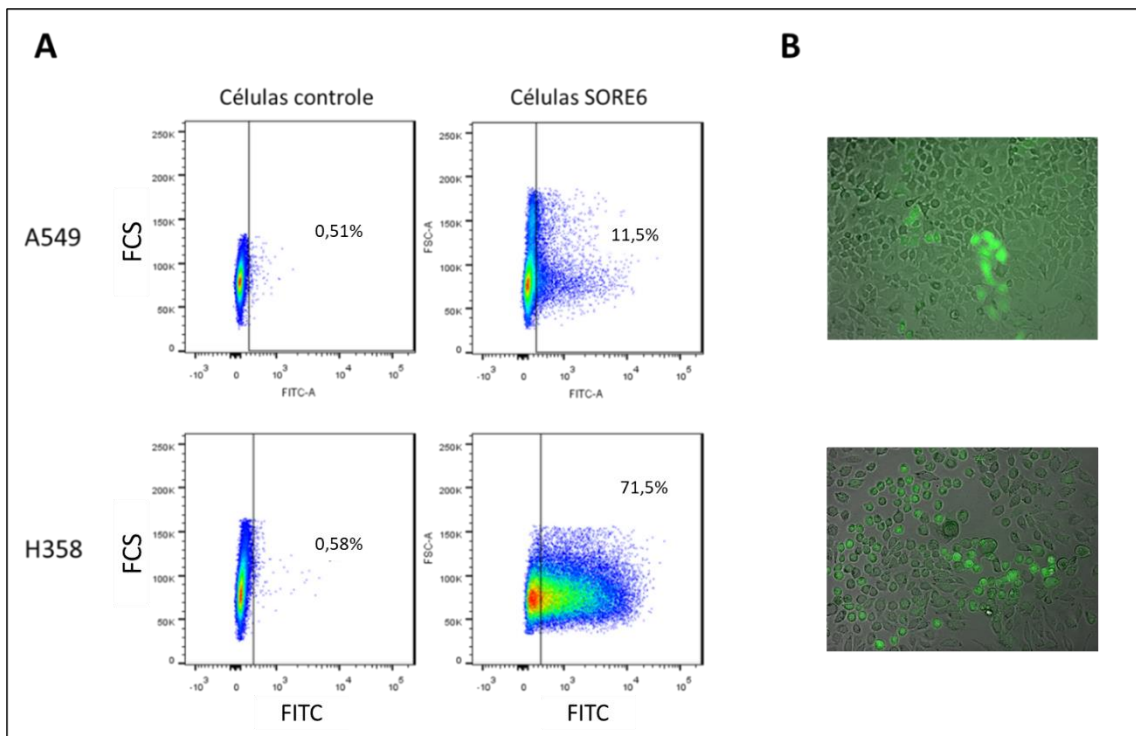 A
B
Células controle
Células SORE6
A549
FCS
250K
200K
150K
100K
50K
0
0,51%
-10³ 0 10³ 10⁴ 10⁵
FITC-A
FSC-A
250K
200K
150K
100K
50K
0
11,5%
-10³ 0 10³ 10⁴ 10⁵
FITC-A
H358
FCS
250K
200K
150K
100K
50K
0
0,58%
-10³ 0 10³ 10⁴ 10⁵
FITC
FSC-A
250K
200K
150K
100K
50K
0
71,5%
-10³ 0 10³ 10⁴ 10⁵
FITC